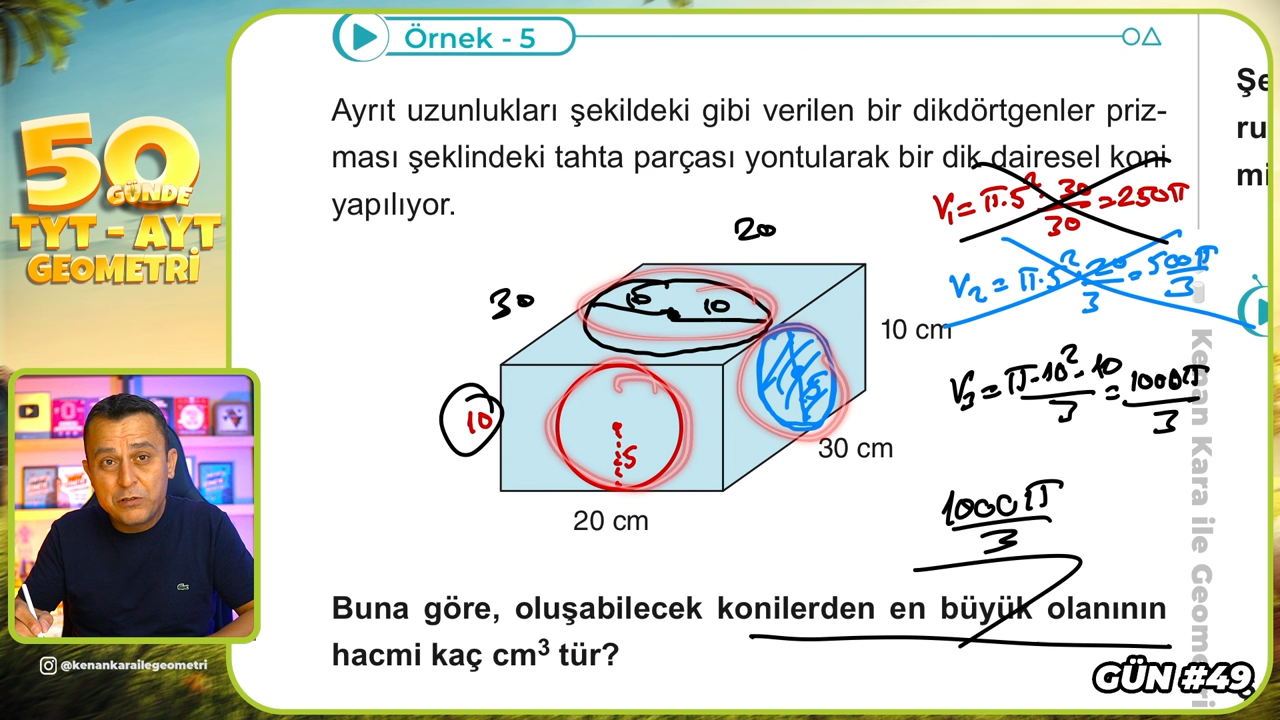 Örnek - 5
Ayrıt uzunlukları şekildeki gibi verilen bir dikdörtgenler priz-
ması şeklindeki tahta parçası yontularak bir dik dairesel koni
yapılıyor.
V₁ = π·5² 30/30 = 250π
V₂ = π·5²·20/3 = 500π/3
V₃ = π·10²·10/3 = 1000π/3
20
30
10
10 cm
10
5
30 cm
20 cm
1000π/3
Buna göre, oluşabilecek konilerden en büyük olanının
hacmi kaç cm³ tür?
50
GÜNDE
TYT - AYT
GEOMETRİ
@kenankarailegeometri
Kenan Kara ile Geometri
Şe
ru
mi
GÜN #49